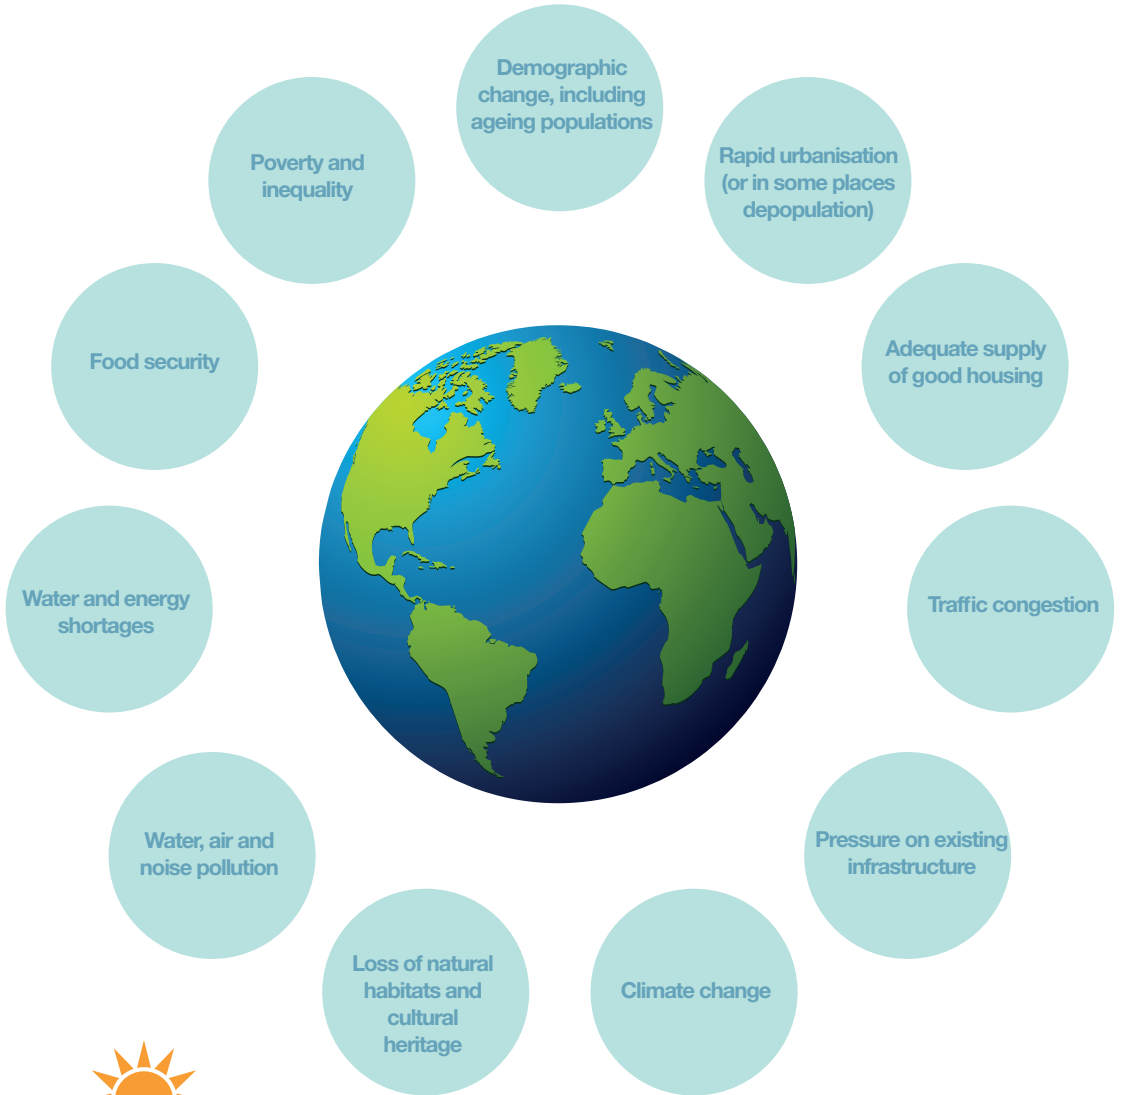 Demographic
change, including
ageing populations
Rapid urbanisation
(or in some places
depopulation)
Adequate supply
of good housing
Traffic congestion
Pressure on existing
infrastructure
Climate change
Loss of natural
habitats and
cultural
heritage
Water, air and
noise pollution
Water and energy
shortages
Food security
Poverty and
inequality